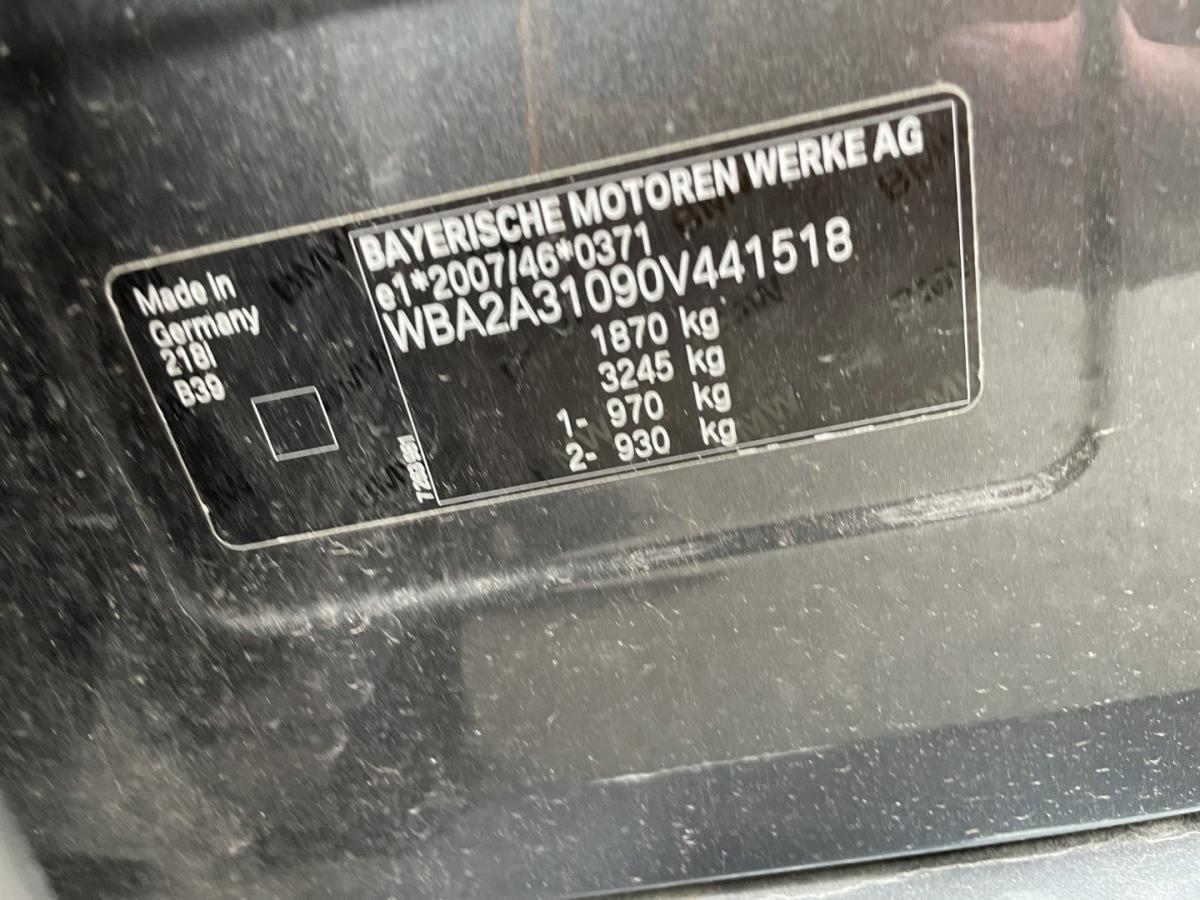 Made In
Germany
218i
B39
BAYERISCHE MOTOREN WERKE AG
e1*2007/46*0371
WBA2A31090V441518
1870 kg
3245 kg
1- 970 kg
2- 930 kg